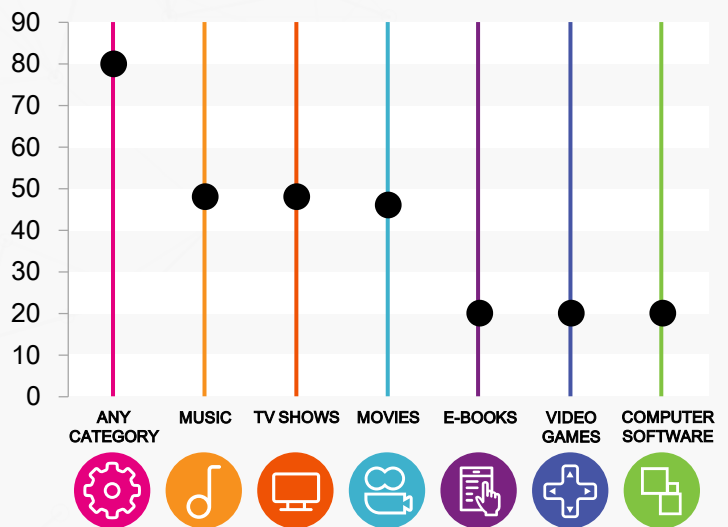 90
80
70
60
50
40
30
20
10
0
ANY
CATEGORY
MUSIC
TV SHOWS
MOVIES
E-BOOKS
VIDEO
GAMES
COMPUTER
SOFTWARE